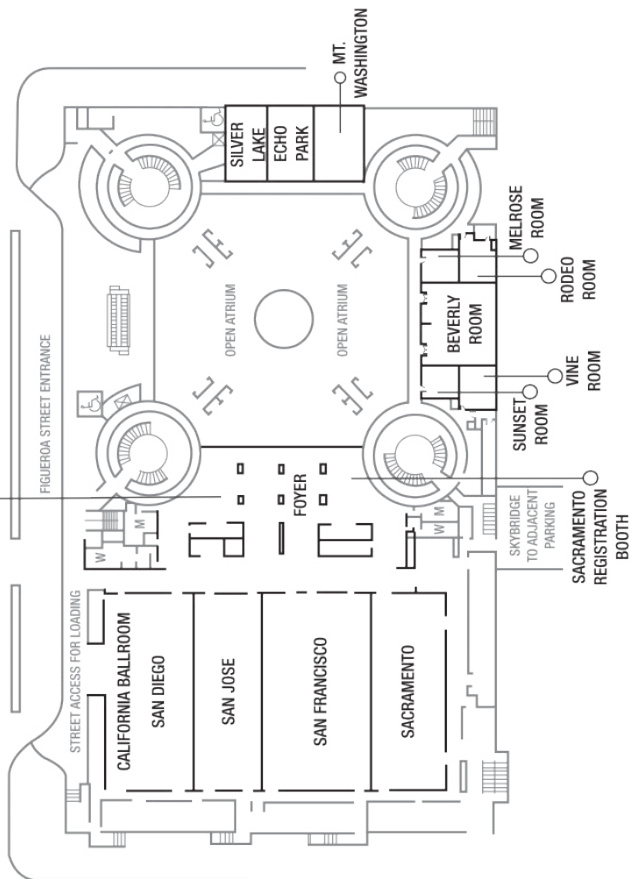 MT.
WASHINGTON
SILVER
LAKE
ECHO
PARK
MELROSE
ROOM
RODEO
ROOM
BEVERLY
ROOM
VINE
ROOM
SUNSET
ROOM
OPEN ATRIUM
OPEN ATRIUM
FIGUEROA STREET ENTRANCE
FOYER
M
W
M
W
SKYBRIDGE
TO ADJACENT
PARKING
SACRAMENTO
REGISTRATION
BOOTH
STREET ACCESS FOR LOADING
CALIFORNIA BALLROOM
SAN DIEGO
SAN JOSE
SAN FRANCISCO
SACRAMENTO